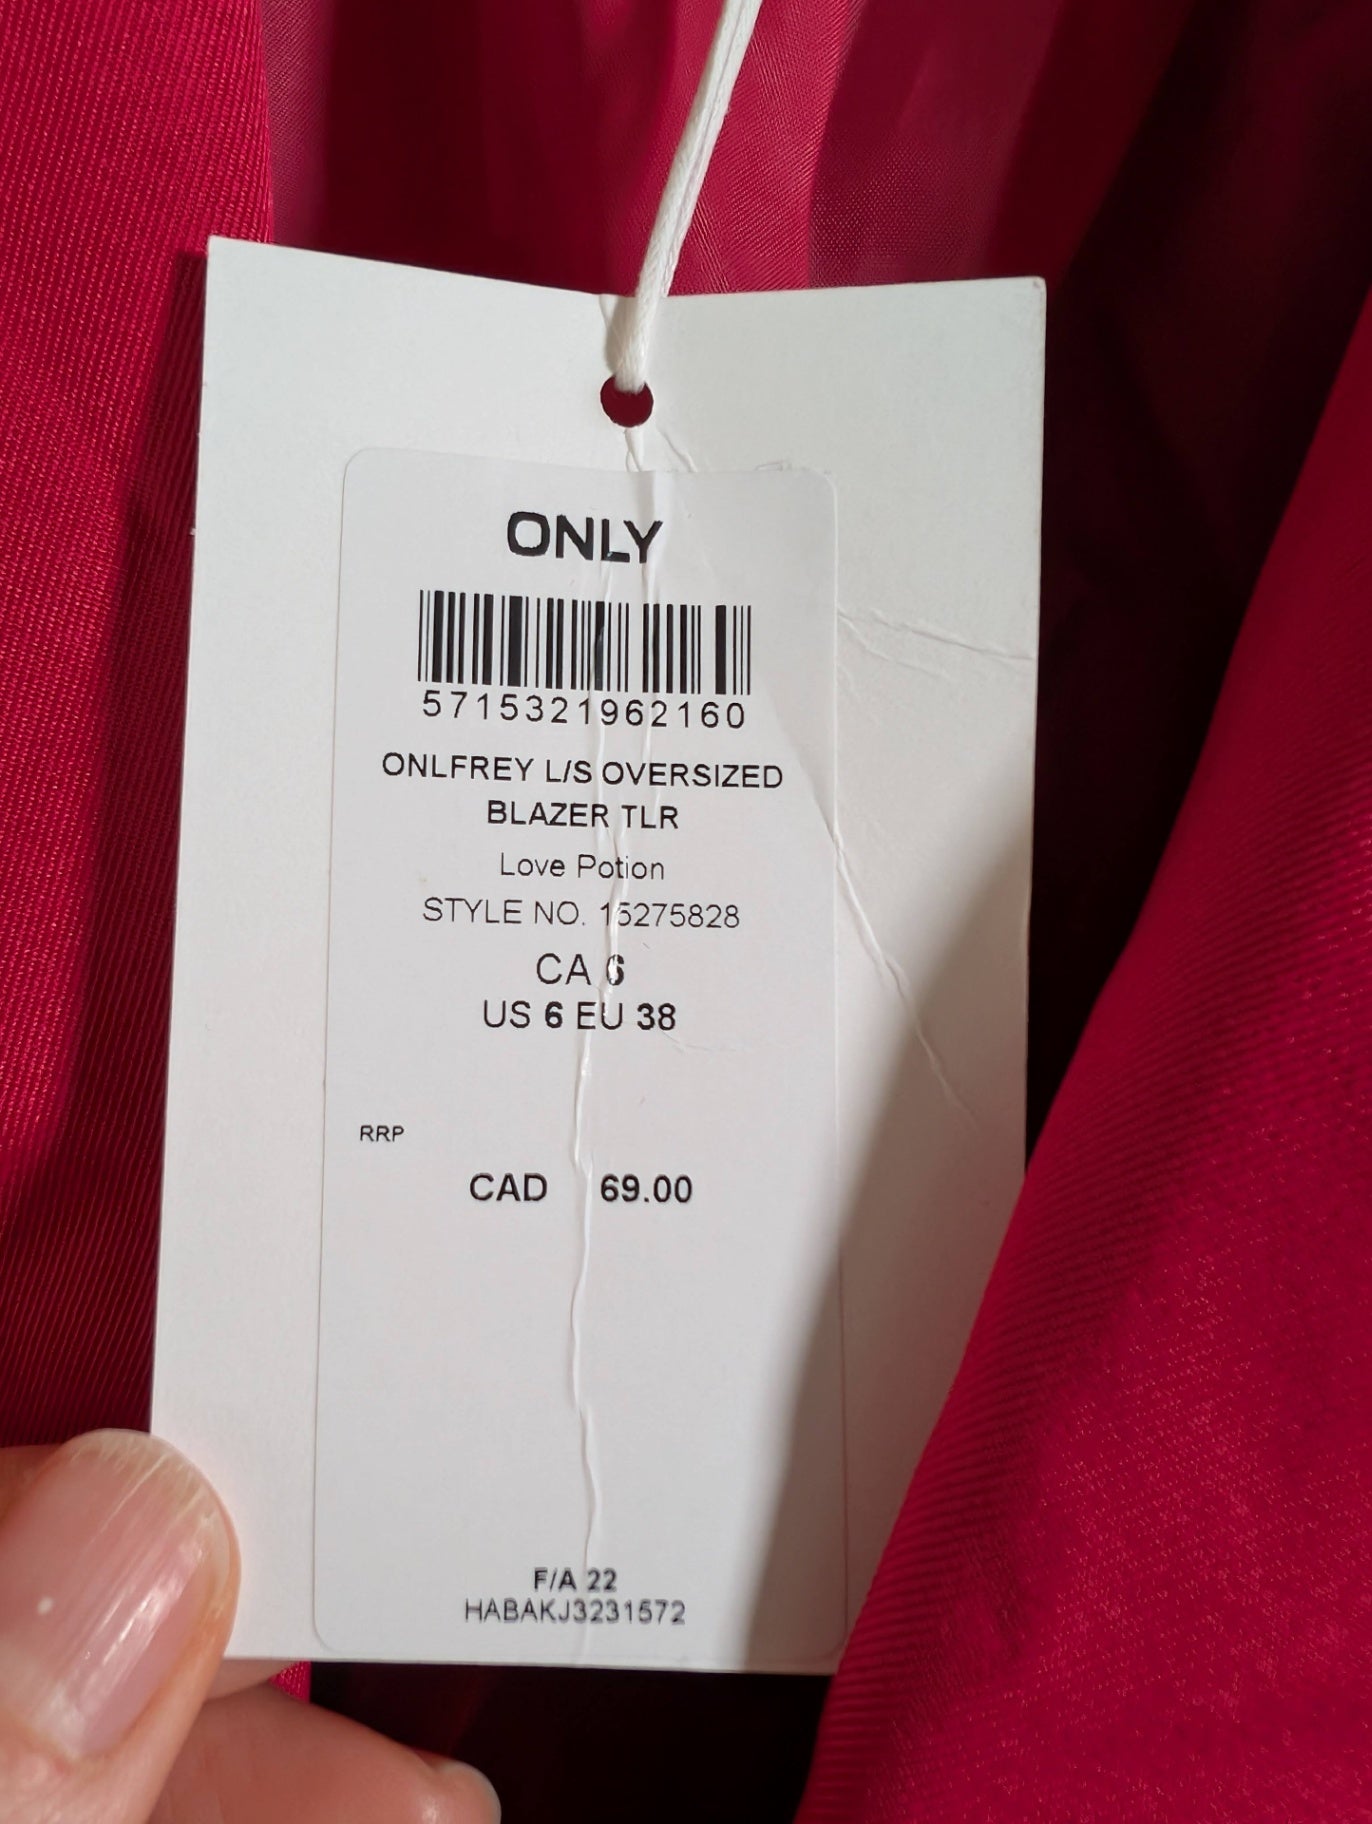 ONLY
5715321962160
ONLFREY L/S OVERSIZED
BLAZER TLR
Love Potion
STYLE NO. 15275828
CA 6
US 6 EU 38
RRP
CAD 69.00
F/A 22
HABAKJ3231572